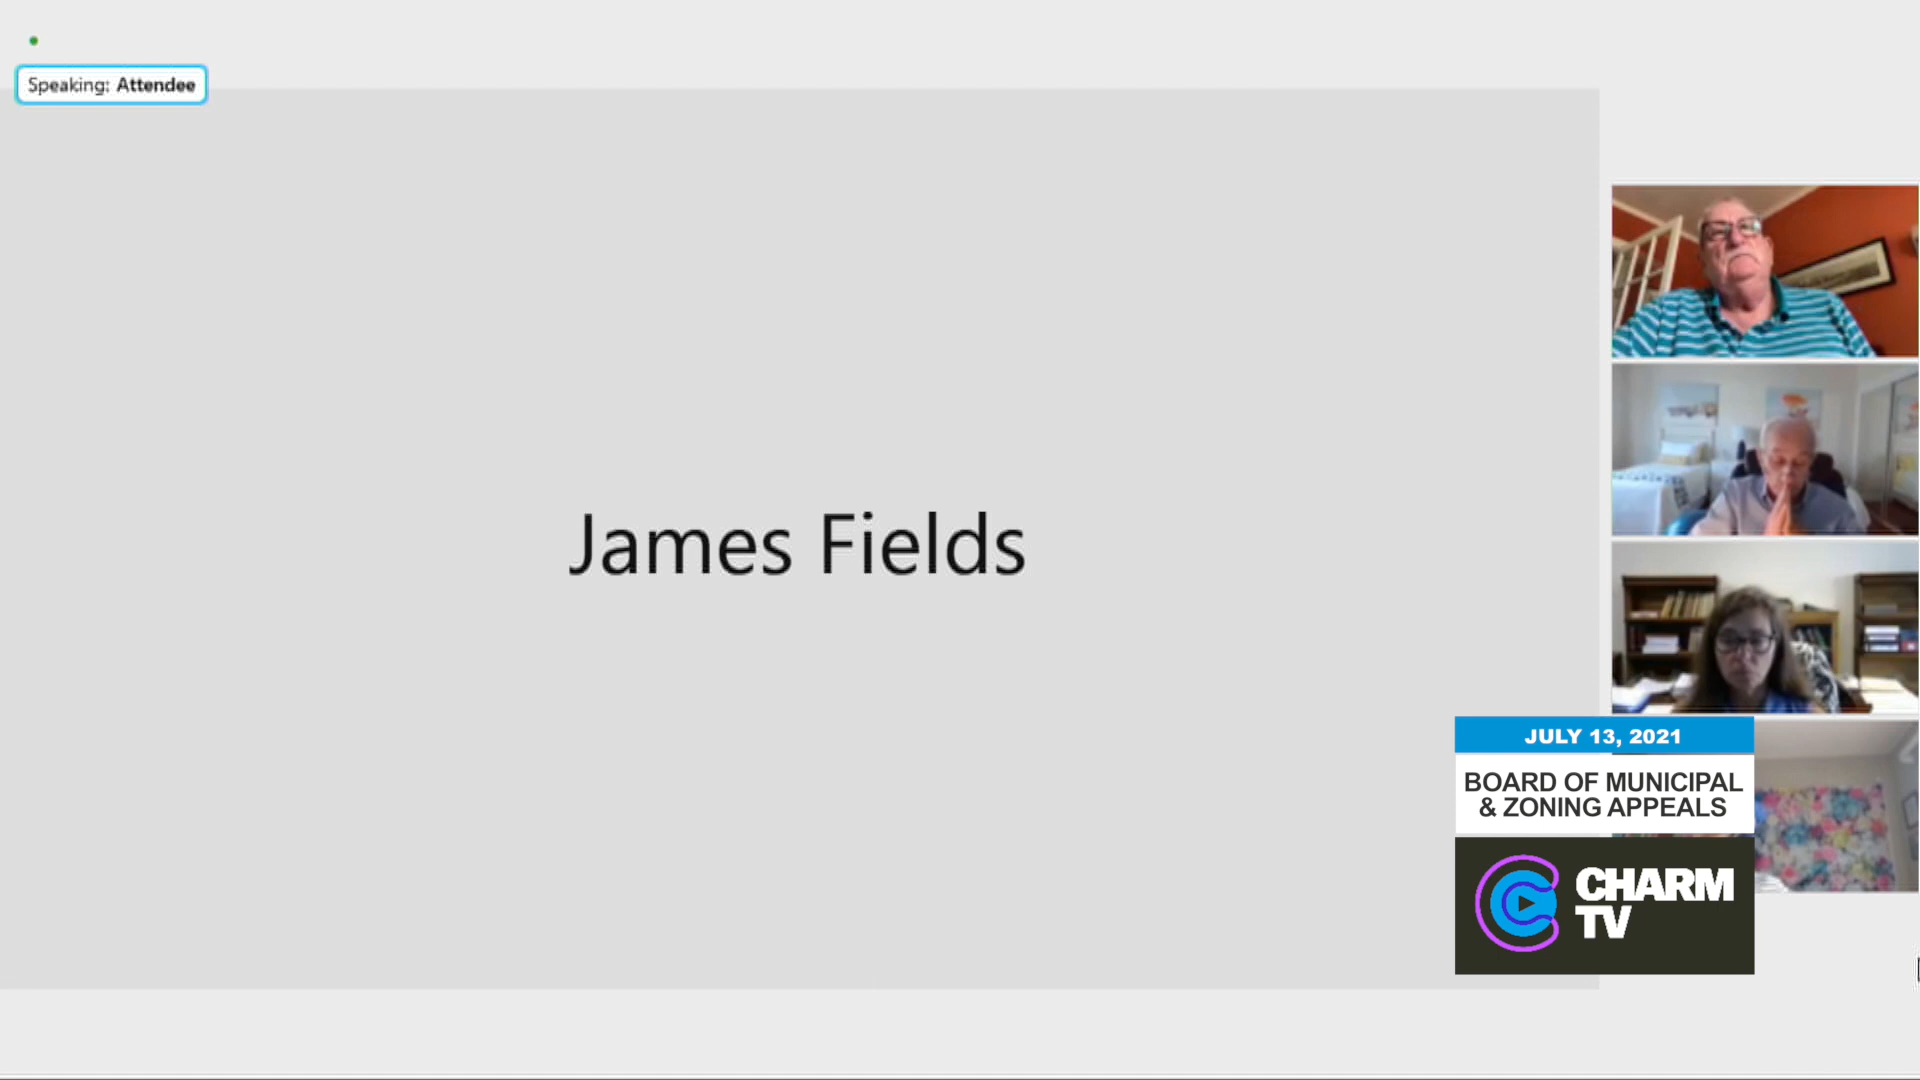 Speaking: Attendee
James Fields
JULY 13, 2021
BOARD OF MUNICIPAL
& ZONING APPEALS
CHARM
TV